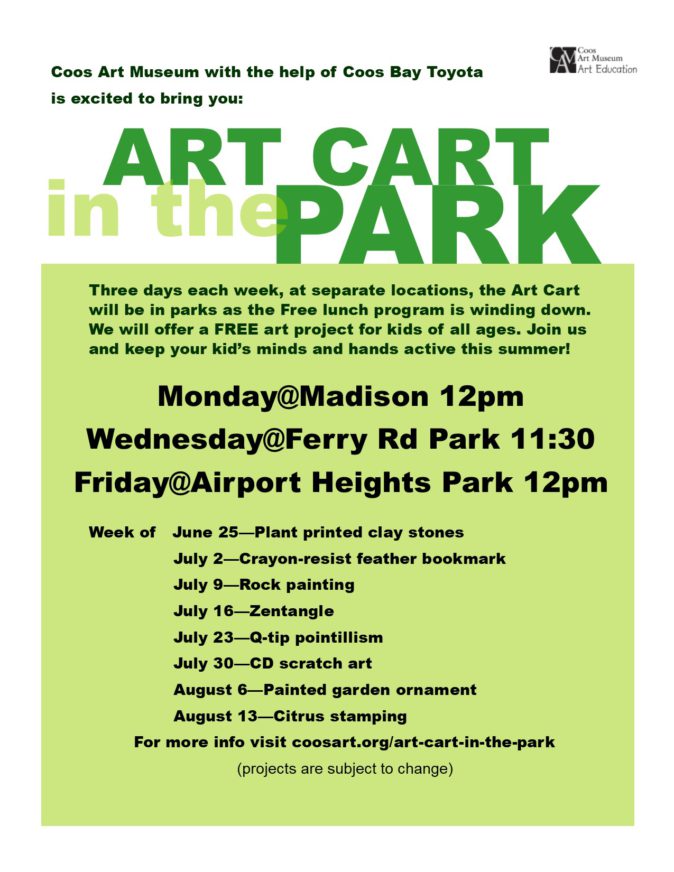 Coos Art Museum with the help of Coos Bay Toyota
is excited to bring you:
CAM
Coos
Art Museum
Art Education
ART CART
in the PARK
Three days each week, at separate locations, the Art Cart
will be in parks as the Free lunch program is winding down.
We will offer a FREE art project for kids of all ages. Join us
and keep your kid’s minds and hands active this summer!
Monday@Madison 12pm
Wednesday@Ferry Rd Park 11:30
Friday@Airport Heights Park 12pm
Week of June 25—Plant printed clay stones
July 2—Crayon-resist feather bookmark
July 9—Rock painting
July 16—Zentangle
July 23—Q-tip pointillism
July 30—CD scratch art
August 6—Painted garden ornament
August 13—Citrus stamping
For more info visit coosart.org/art-cart-in-the-park
(projects are subject to change)